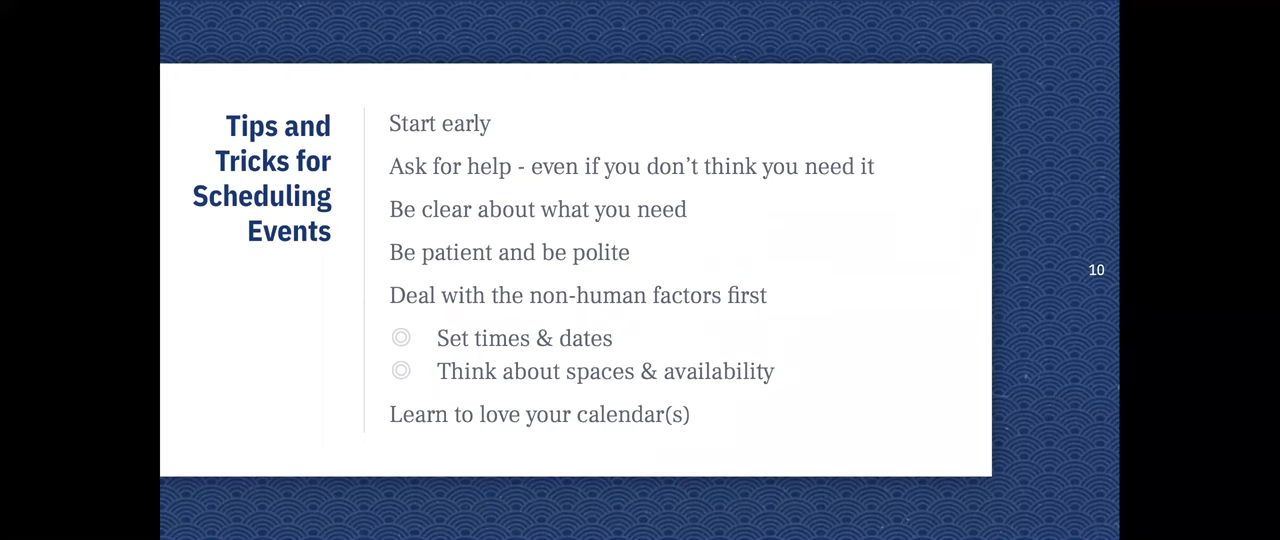 Tips and
Tricks for
Scheduling
Events
Start early
Ask for help - even if you don’t think you need it
Be clear about what you need
Be patient and be polite
Deal with the non-human factors first
Set times & dates
Think about spaces & availability
Learn to love your calendar(s)
10